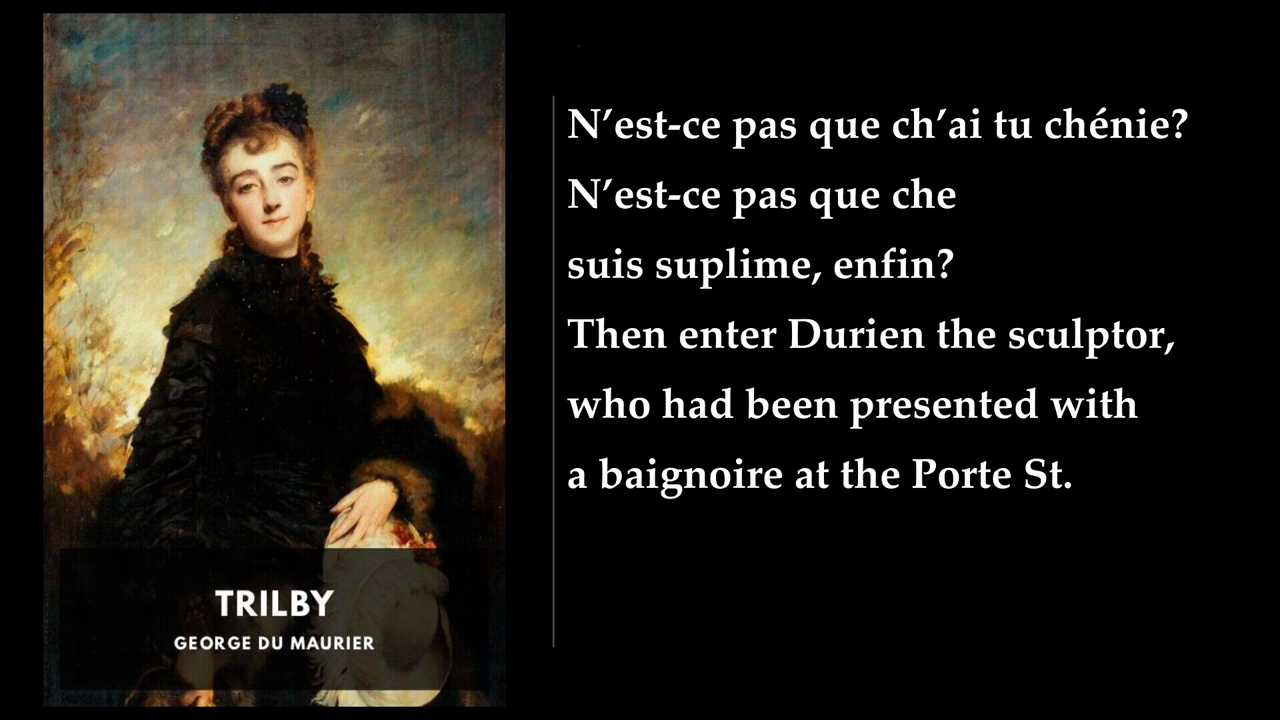 TRILBY
GEORGE DU MAURIER
N’est-ce pas que ch’ai tu chénie?
N’est-ce pas que che
suis suplime, enfin?
Then enter Durien the sculptor,
who had been presented with
a baignoire at the Porte St.